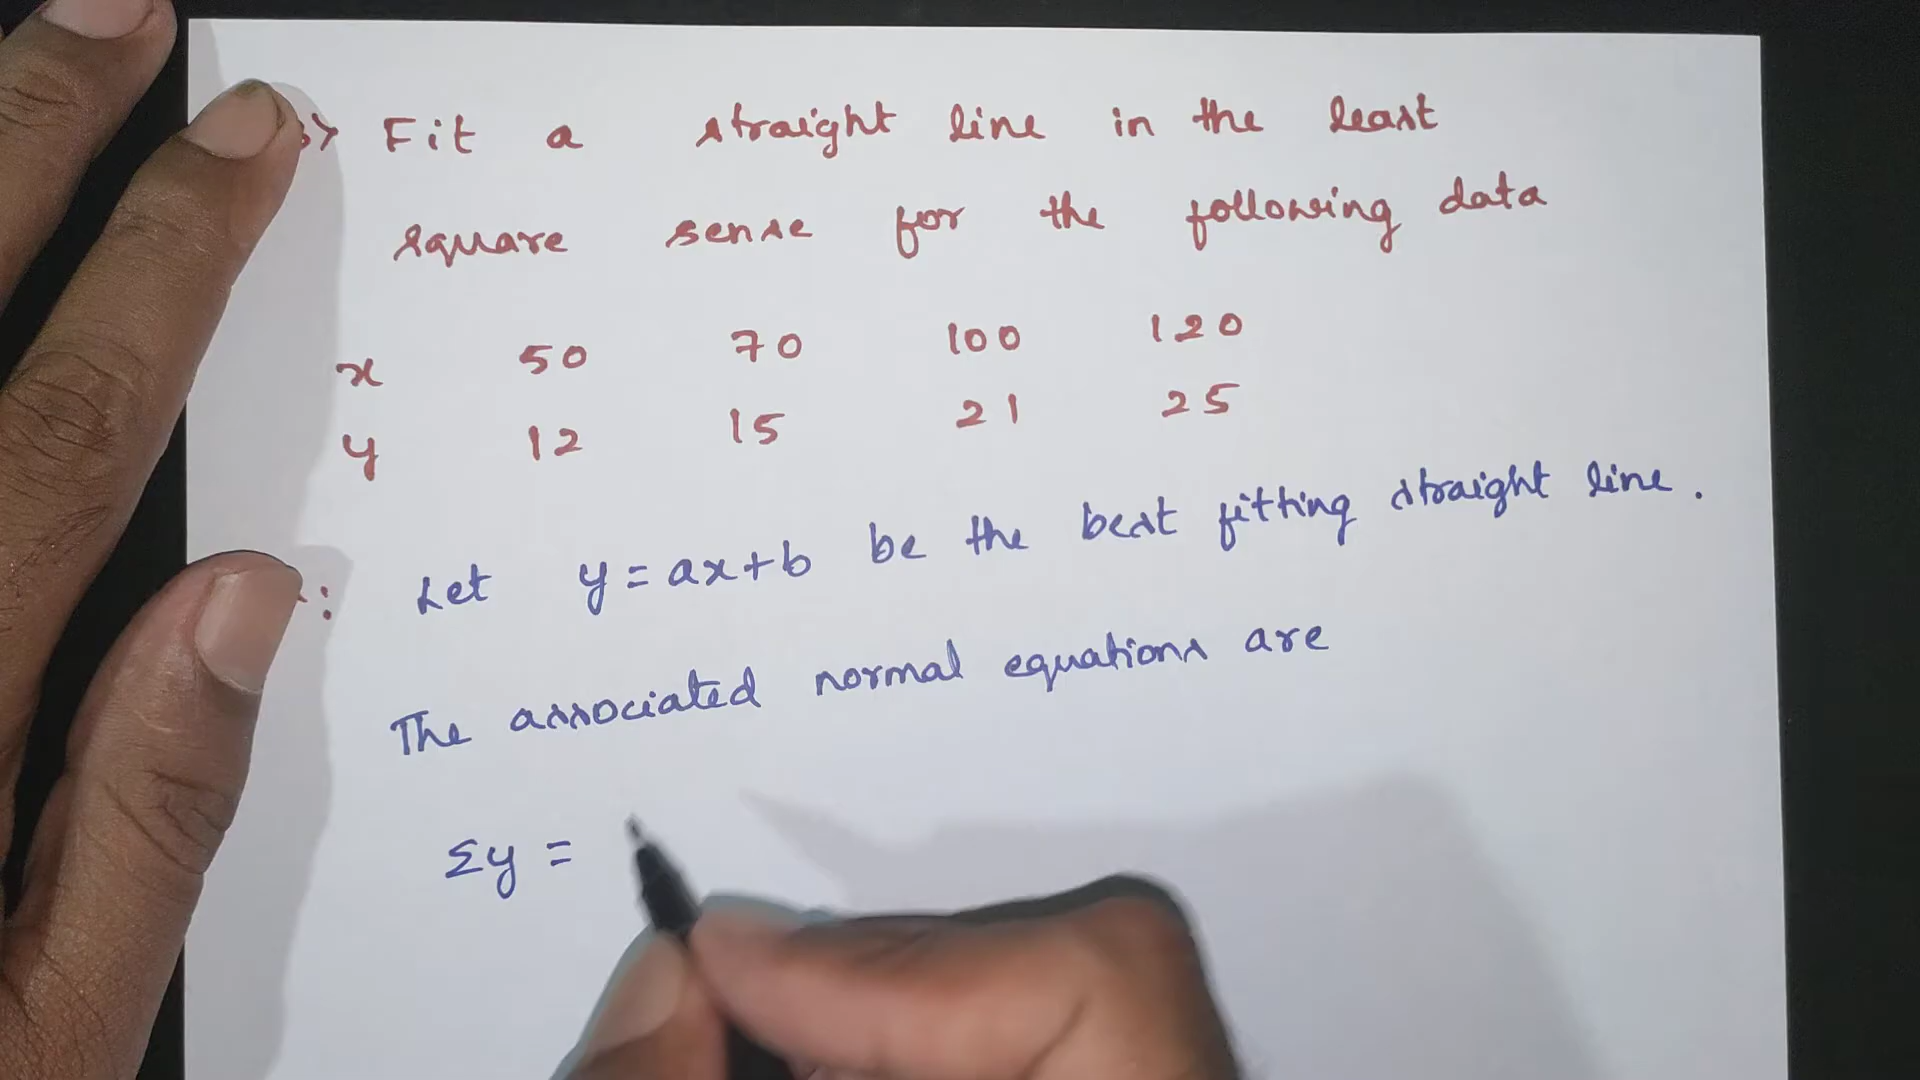 Fit a straight line in the least
square sense for the following data
x 50 70 100 120
y 12 15 21 25
: Let y = ax + b be the best fitting straight line.
The associated normal equations are
Σy =